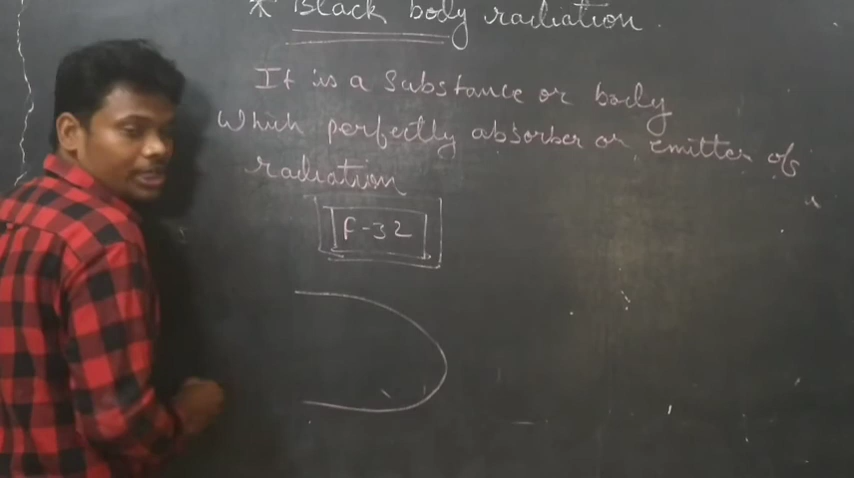 * Black body radiation.
It is a substance or body
Which perfectly absorber or emitter of
radiation
F-32